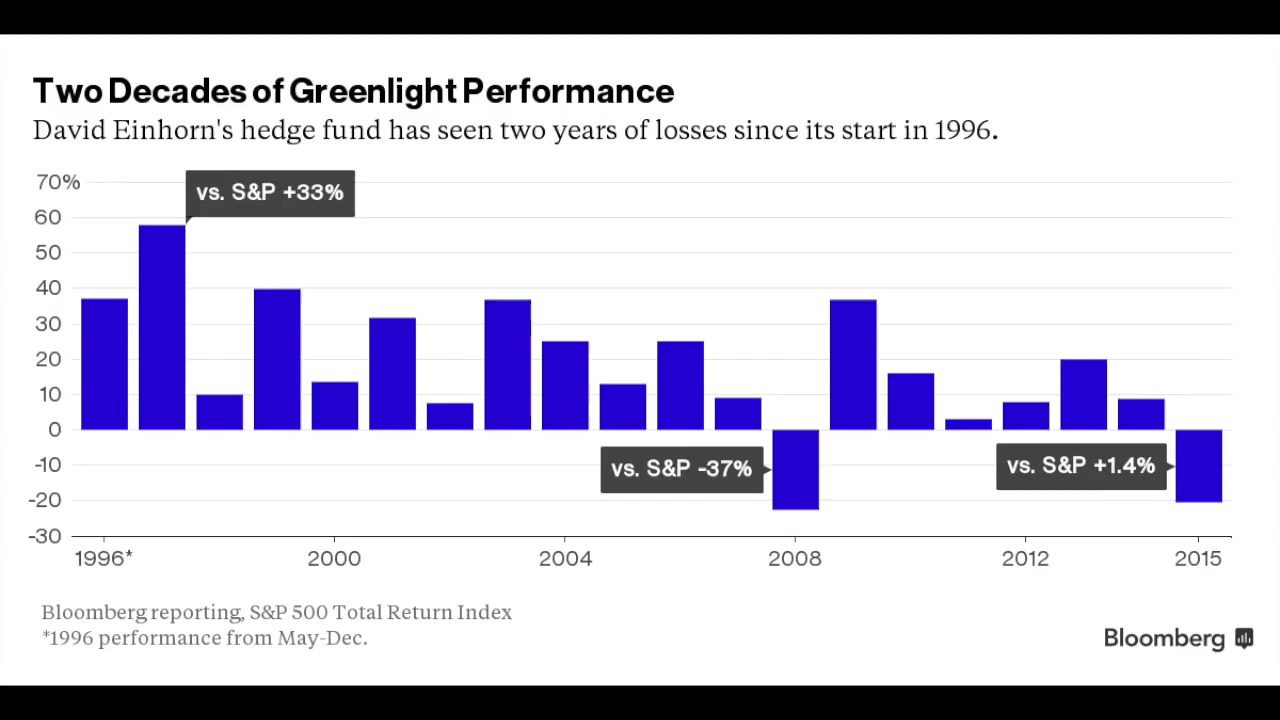 Two Decades of Greenlight Performance
David Einhorn's hedge fund has seen two years of losses since its start in 1996.
70%
vs. S&P +33%
60
50
40
30
20
10
0
vs. S&P -37%
vs. S&P +1.4%
-10
-20
-30
1996* 2000 2004 2008 2012 2015
Bloomberg reporting, S&P 500 Total Return Index
*1996 performance from May-Dec.
Bloomberg